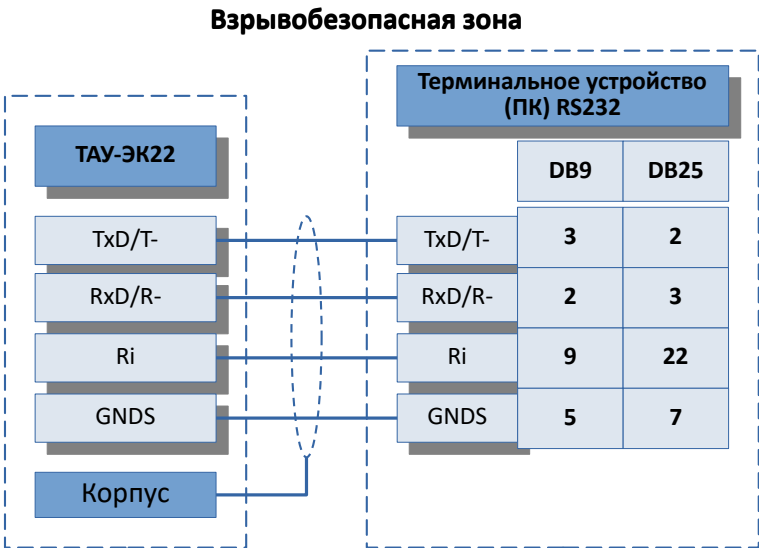 Взрывобезопасная зона
Терминальное устройство
(ПК) RS232
ТАУ-ЭК22
DB9 DB25
TxD/T- TxD/T- 3 2
RxD/R- RxD/R- 2 3
Ri Ri 9 22
GNDS GNDS 5 7
Корпус